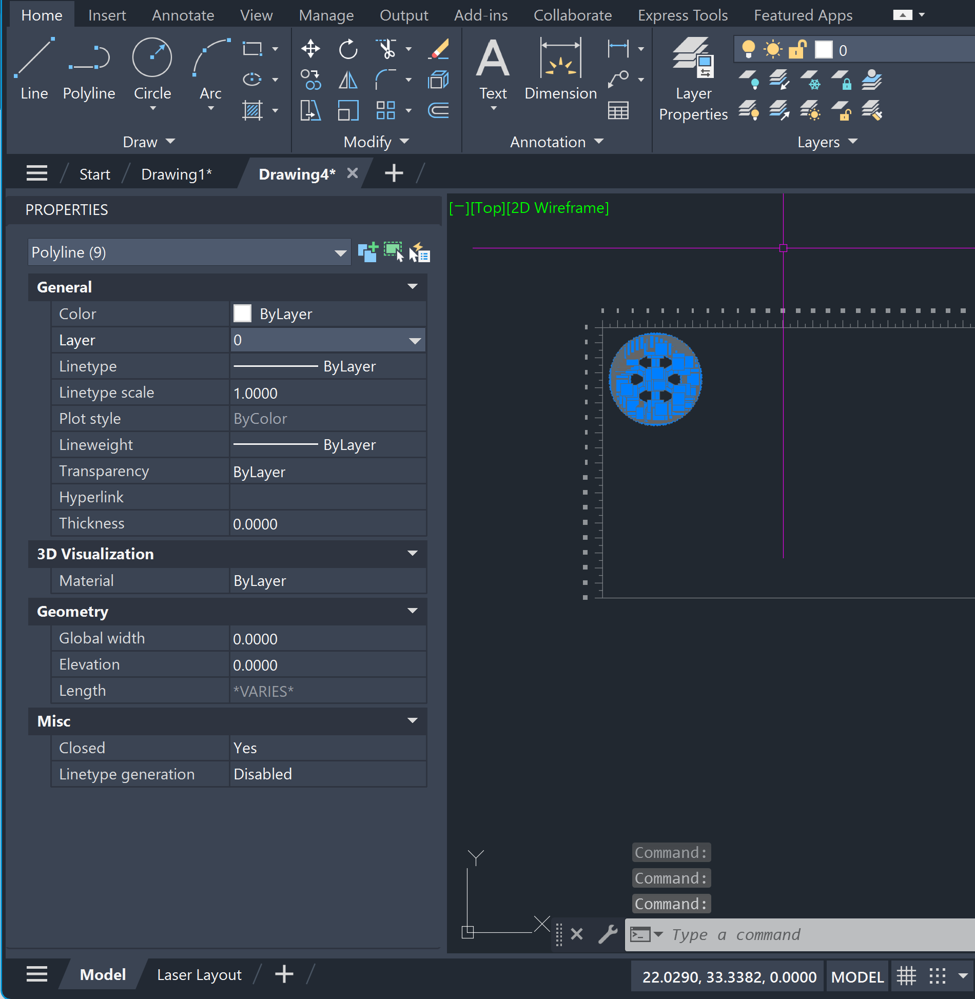 Home Insert Annotate View Manage Output Add-ins Collaborate Express Tools Featured Apps
0
Line Polyline Circle Arc
Text Dimension
Layer
Properties
Draw Modify Annotation Layers
Start Drawing1* Drawing4*
PROPERTIES
[−][Top][2D Wireframe]
Polyline (9)
General
Color ByLayer
Layer 0
Linetype ByLayer
Linetype scale 1.0000
Plot style ByColor
Lineweight ByLayer
Transparency ByLayer
Hyperlink
Thickness 0.0000
3D Visualization
Material ByLayer
Geometry
Global width 0.0000
Elevation 0.0000
Length *VARIES*
Misc
Closed Yes
Linetype generation Disabled
Y
X
Command:
Command:
Command:
Type a command
Model Laser Layout
22.0290, 33.3382, 0.0000 MODEL